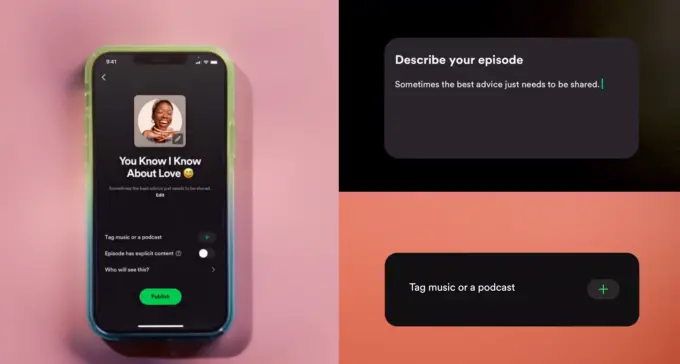 9:41
You Know I Know
About Love 😅
Sometimes the best advice just needs to be shared.
Edit
Tag music or a podcast
Episode has explicit content
Who will see this?
Publish
Describe your episode
Sometimes the best advice just needs to be shared.
Tag music or a podcast